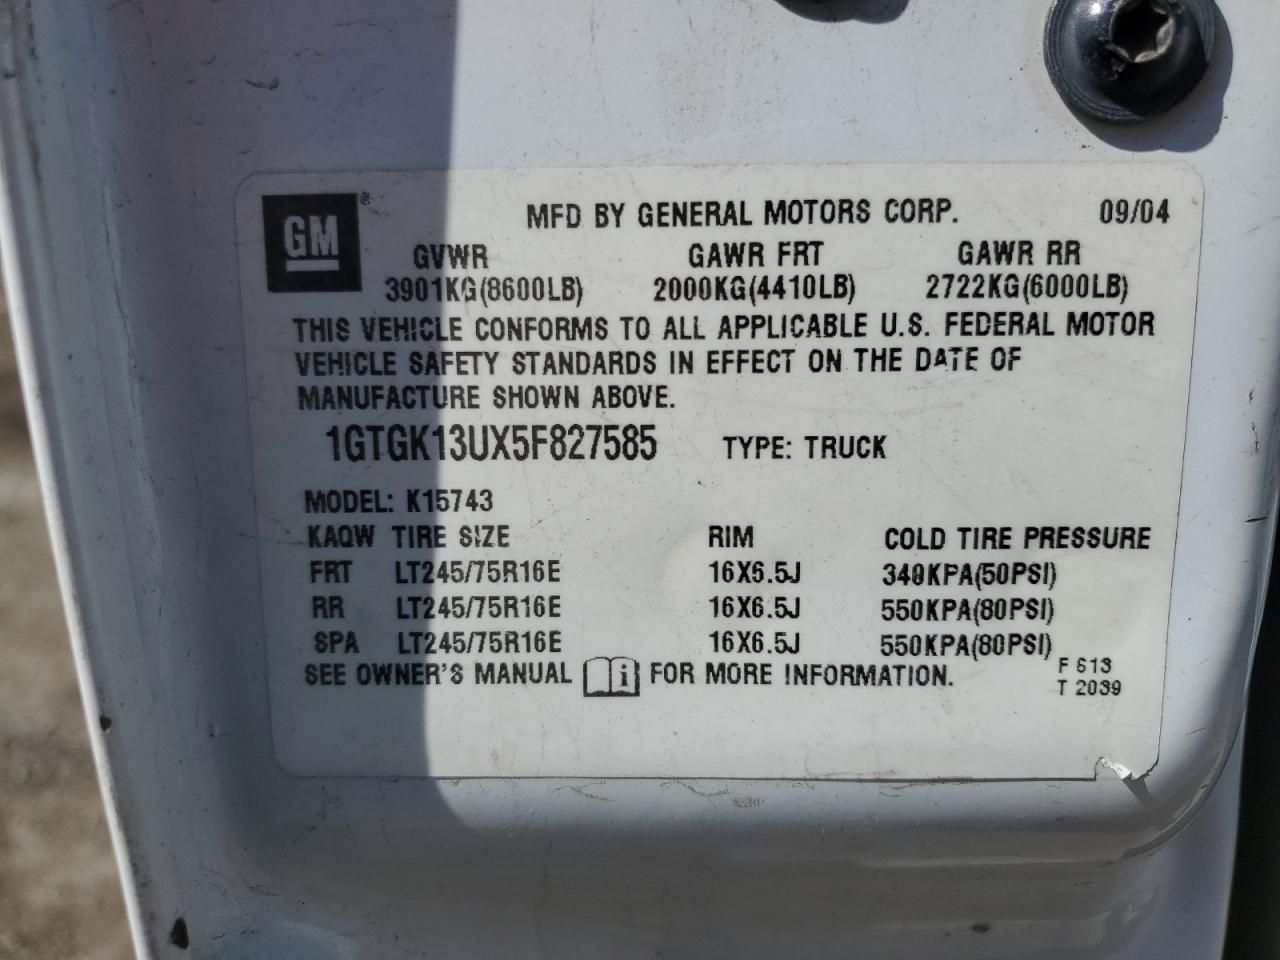 GM ®
MFD BY GENERAL MOTORS CORP. 09/04
GVWR GAWR FRT GAWR RR
3901KG(8600LB) 2000KG(4410LB) 2722KG(6000LB)
THIS VEHICLE CONFORMS TO ALL APPLICABLE U.S. FEDERAL MOTOR
VEHICLE SAFETY STANDARDS IN EFFECT ON THE DATE OF
MANUFACTURE SHOWN ABOVE.
1GTGK13UX5F827585 TYPE: TRUCK
MODEL: K15743
KAQW TIRE SIZE RIM COLD TIRE PRESSURE
FRT LT245/75R16E 16X6.5J 340KPA(50PSI)
RR LT245/75R16E 16X6.5J 550KPA(80PSI)
SPA LT245/75R16E 16X6.5J 550KPA(80PSI)
SEE OWNER'S MANUAL i FOR MORE INFORMATION.
F S13
T 2039